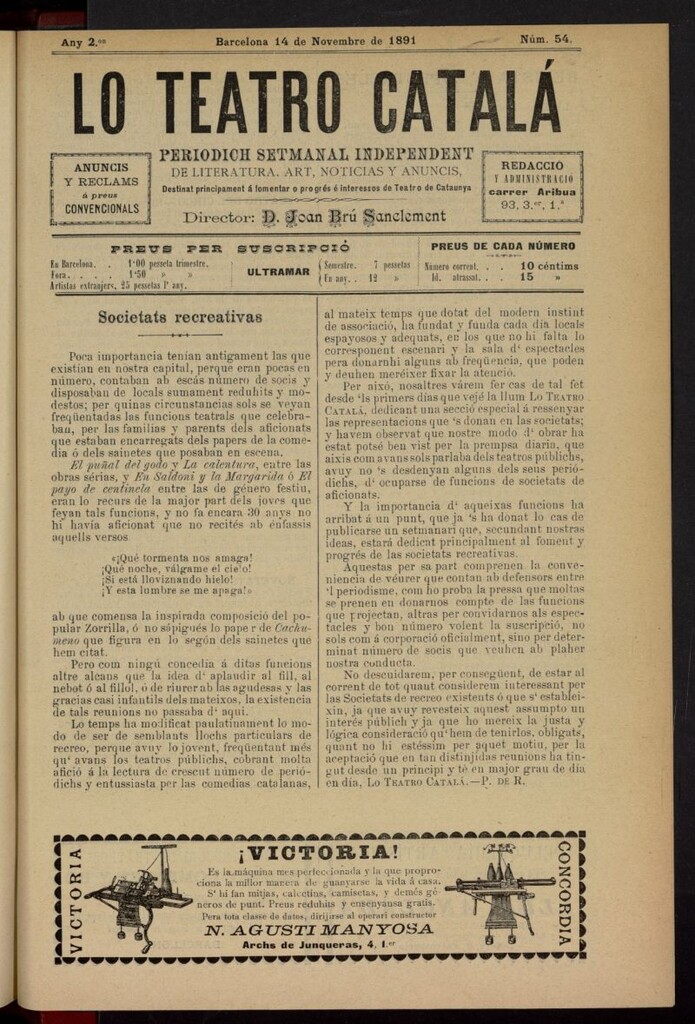 Any 2.on
Barcelona 14 de Novembre de 1891
Núm. 54.
LO TEATRO CATALÁ
ANUNCIS
Y RECLAMS
á preus
CONVENCIONALS
PERIODICH SETMANAL INDEPENDENT
DE LITERATURA, ART, NOTICIAS Y ANUNCIS,
Destinat principament á fomentar o progrés é interessos de Teatro de Catalunya
Director: D. Joan Brú Sanclement
REDACCIÓ
Y ADMINISTRACIÓ
carrer Aribua
93, 3.er, 1.ª
PREUS PER SUSCRIPCIÓ
En Barcelona. . 1'00 pesseta trimestre.
Fora. . . . 1'50 » »
Artistas extranjers, 25 pessetas l' any.
ULTRAMAR
Semestre. 7 pessetas
Un any. . 12 »
PREUS DE CADA NÚMERO
Número corrent. . . 10 céntims
Id. atrassat. . . 15 »
Societats recreativas
Poca importancia tenían antigament las que
existían en nostra capital, perque eran pocas en
número, contaban ab escás número de socis y
disposaban de locals sumament reduhits y mo-
destos; per quinas circunstancias sols se veyan
freqüentadas las funcions teatrals que celebra-
ban, per las familias y parents dels aficionats
que estaban encarregats dels papers de la come-
dia ó dels sainetes que posaban en escena.
El puñal del godo y La calentura, entre las
obras sérias, y En Saldoni y la Margarida ó El
payo de centinela entre las de género festiu,
eran lo recurs de la major part dels joves que
feyan tals funcions, y no fa encara 30 anys no
hi havía aficionat que no recités ab énfassis
aquells versos
«¡Qué tormenta nos amaga!
¡Qué noche, válgame el cielo!
¡Si está lloviznando hielo!
¡Y esta lumbre se me apaga!»
ab que comensa la inspirada composició del po-
pular Zorrilla, ó no sápigués lo paper de Cachu-
meno que figura en lo segón dels sainetes que
hem citat.
Pero com ningú concedía á ditas funcions
altre alcans que la idea d' aplaudir al fill, al
nebot ó al fillol, ó de riurer ab las agudesas y las
gracias casi infantils dels mateixos, la existencia
de tals reunions no passaba d' aqui.
Lo temps ha modificat paulatinament lo mo-
do de ser de semblants llochs particulars de
recreo, perque avuy lo jovent, freqüentant més
qu' avans los teatros públichs, cobrant molta
afició á la lectura de crescut número de perió-
dichs y entussiasta per las comedias catalanas,
al mateix temps que dotat del modern instint
de associació, ha fundat y funda cada día locals
espayosos y adequats, en los que no hi falta lo
corresponent escenari y la sala d' espectacles
pera donarnhi alguns ab freqüencia, que poden
y deuhen meréixer fixar la atenció.
Per aixó, nosaltres várem fer cas de tal fet
desde 'ls primers días que vejé la llum Lo Teatro
Catalá, dedicant una secció especial á ressenyar
las representacions que 's donan en las societats;
y havem observat que nostre modo d' obrar ha
estat potsé ben vist per la prempsa diaria, que
aixis com avans sols parlaba dels teatros públichs,
avuy no 's desdenyan alguns dels seus perió-
dichs, d' ocuparse de funcions de societats de
aficionats.
Y la importancia d' aqueixas funcions ha
arribat á un punt, que ja 's ha donat lo cas de
publicarse un setmanari que, secundant nostras
ideas, estará dedicat principalment al foment y
progrés de las societats recreativas.
Aquestas per sa part comprenen la conve-
niencia de véurer que contan ab defensors entre
'l periodisme, com ho proba la pressa que moltas
se prenen en donarnos compte de las funcions
que projectan, altras per convidarnos als espec-
tacles y bon número volent la suscripció, no
sols com á corporació oficialment, sino per deter-
minat número de socis que veuhen ab plaher
nostra conducta.
No descuidarem, per conseguent, de estar al
corrent de tot quant considerem interessant per
las Societats de recreo existents ó que s' establei-
xin, ja que avuy revesteix aquest assumpto un
interés públich y ja que ho mereix la justa y
lógica consideració qu' hem de tenirlos, obligats,
quant no hi estéssim per aquet motiu, per la
aceptació que en tan distinjidas reunions ha tin-
gut desde un principi y té en major grau de día
en día, Lo Teatro Catalá.—P. de R.
VICTORIA
¡VICTORIA!
Es la máquina mes perfeccionada y la que propor-
ciona la millor manera de guanyarse la vida á casa.
S' hi fan mitjas, calcetins, camisetas, y demés gé-
neros de punt. Preus reduhits y ensenyansa gratis.
Pera tota classe de datos, dirijirse al operari constructor
N. AGUSTI MANYOSA
Archs de Junqueras, 4, 1.er
CONCORDIA